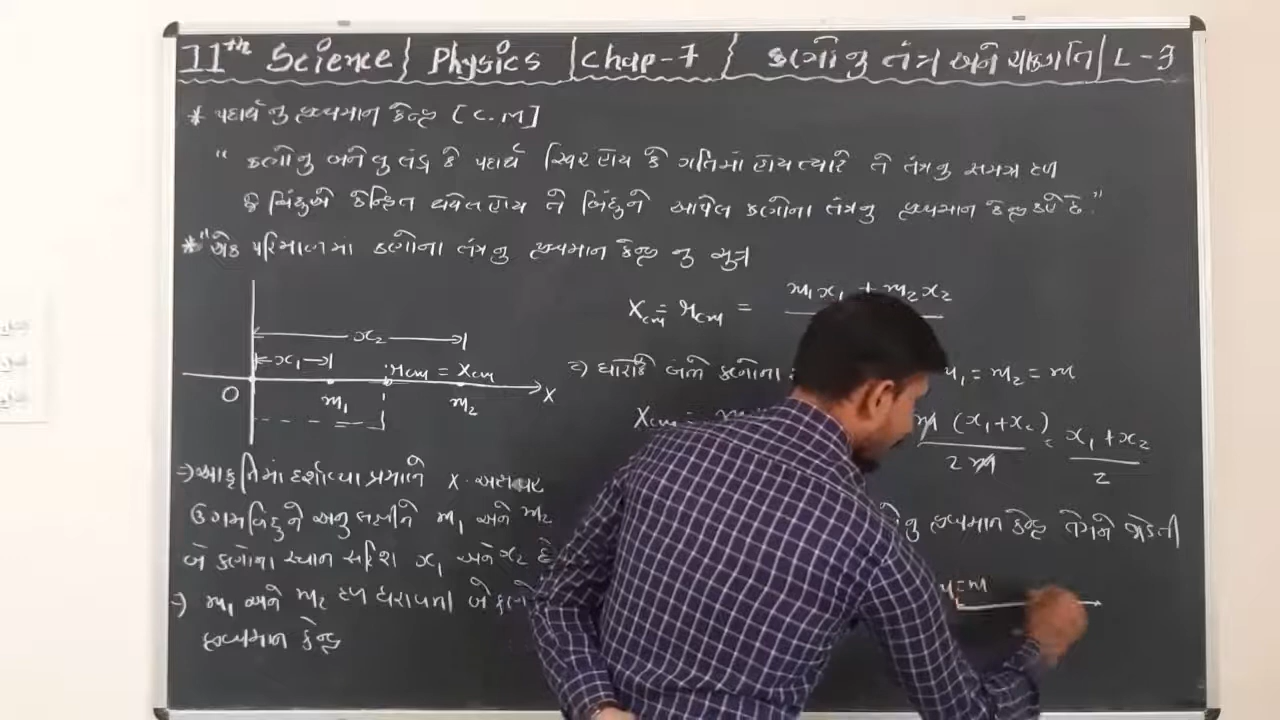 11th Science } Physics | Chap-7 } કણોનું તંત્ર અને ચાકગતિ | L-3
* પદાર્થનું દ્રવ્યમાન કેન્દ્ર [C.M]
" કણોનું બનેલું તંત્ર કે પદાર્થ સ્થિર હોય કે ગતિમાં હોય ત્યારે તે તંત્રનું સમગ્ર દળ
જે બિંદુએ કેન્દ્રિત થયેલ હોય તે બિંદુને આપેલ કણોના તંત્રનુ દ્રવ્યમાન કેન્દ્ર કહે છે."
* "એક પરિમાણમાં કણોના તંત્રનુ દ્રવ્યમાન કેન્દ્ર નુ સુત્ર
x₂
x₁
rcm = Xcm
O
m₁
m₂
X
⇒ આકૃતિમાં દર્શાવ્યા પ્રમાણે X-અક્ષ પર
ઉગમબિંદુને અનુલક્ષીને m₁ અને m₂
બે કણોના સ્થાન સદિશ x₁ અને x₂ છે
⇒ m₁ અને m₂ દળ ધરાવતા બે કણો
દ્રવ્યમાન કેન્દ્ર
Xcm = rcm = m₁x₁ + m₂x₂
⇒ ધારોકે બંને કણોના m₁ = m₂ = m
Xcm = m (x₁+x₂) / 2m = x₁+x₂ / 2
નુ દ્રવ્યમાન કેન્દ્ર તેમને જોડતી
m₁=m